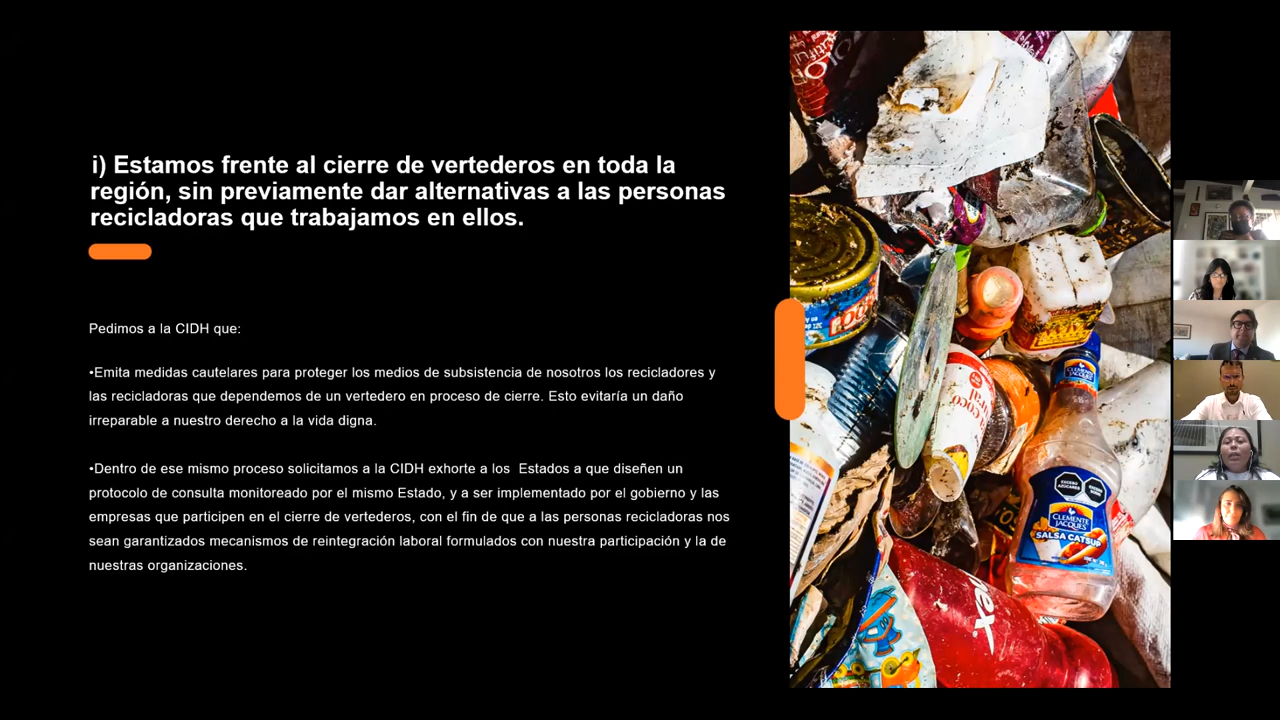 i) Estamos frente al cierre de vertederos en toda la
región, sin previamente dar alternativas a las personas
recicladoras que trabajamos en ellos.
Pedimos a la CIDH que:
•Emita medidas cautelares para proteger los medios de subsistencia de nosotros los recicladores y
las recicladoras que dependemos de un vertedero en proceso de cierre. Esto evitaría un daño
irreparable a nuestro derecho a la vida digna.
•Dentro de ese mismo proceso solicitamos a la CIDH exhorte a los  Estados a que diseñen un
protocolo de consulta monitoreado por el mismo Estado, y a ser implementado por el gobierno y las
empresas que participen en el cierre de vertederos, con el fin de que a las personas recicladoras nos
sean garantizados mecanismos de reintegración laboral formulados con nuestra participación y la de
nuestras organizaciones.
CLEMENTE
JACQUES
EXCESO
AZÚCARES
EXCESO
SODIO
CLEMENTE
JACQUES
SALSA CATSUP